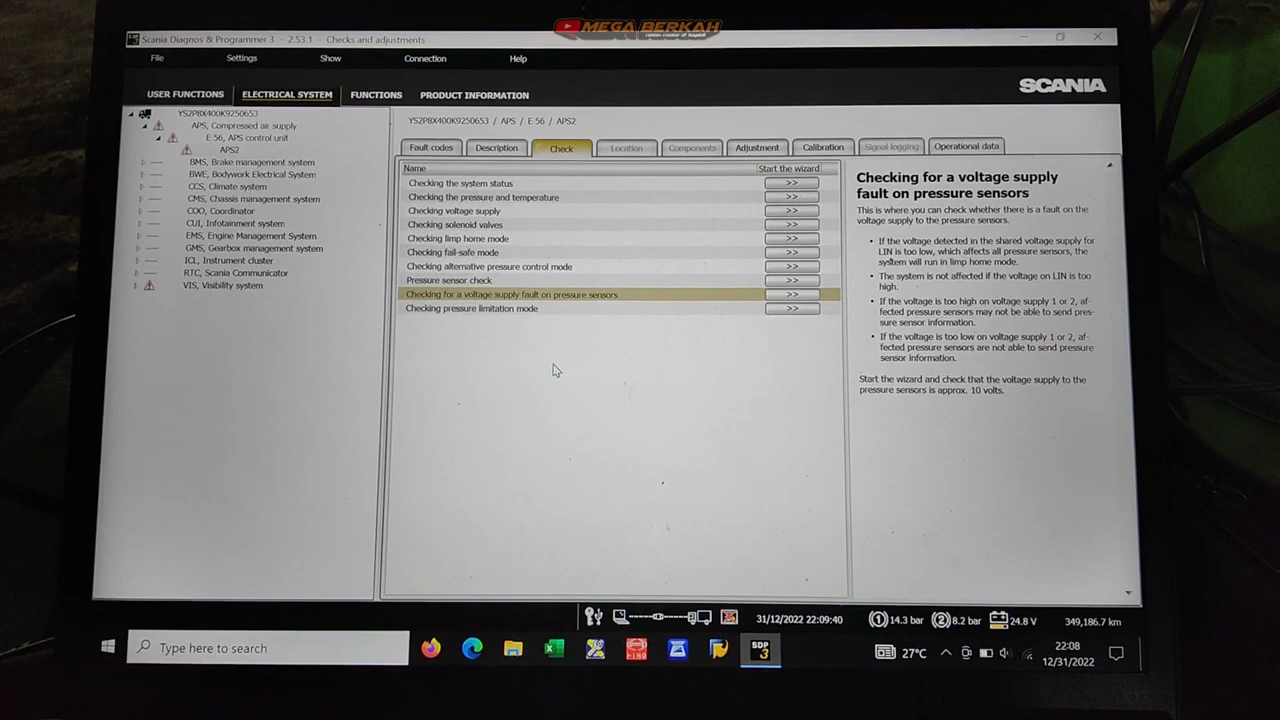 MEGA BERKAH
Scania Diagnos & Programmer 3 - 2.53.1 - Checks and adjustments
File Settings Show Connection Help
USER FUNCTIONS ELECTRICAL SYSTEM FUNCTIONS PRODUCT INFORMATION
SCANIA
YS2P8X400K9250653
APS, Compressed air supply
E 56, APS control unit
APS2
BMS, Brake management system
BWE, Bodywork Electrical System
CCS, Climate system
CMS, Chassis management system
COO, Coordinator
CUI, Infotainment system
EMS, Engine Management System
GMS, Gearbox management system
ICL, Instrument cluster
RTC, Scania Communicator
VIS, Visibility system
YS2P8X400K9250653 / APS / E 56 / APS2
Fault codes Description Check Location Components Adjustment Calibration Signal logging Operational data
Name Start the wizard
Checking the system status >>
Checking the pressure and temperature >>
Checking voltage supply >>
Checking solenoid valves >>
Checking limp home mode >>
Checking fail-safe mode >>
Checking alternative pressure control mode >>
Pressure sensor check >>
Checking for a voltage supply fault on pressure sensors >>
Checking pressure limitation mode >>
Checking for a voltage supply
fault on pressure sensors
This is where you can check whether there is a fault on the
voltage supply to the pressure sensors.
• If the voltage detected in the shared voltage supply for
LIN is too low, which affects all pressure sensors, the
system will run in limp home mode.
• The system is not affected if the voltage on LIN is too
high.
• If the voltage is too high on voltage supply 1 or 2, af-
fected pressure sensors may not be able to send pres-
sure sensor information.
• If the voltage is too low on voltage supply 1 or 2, af-
fected pressure sensors are not able to send pressure
sensor information.
Start the wizard and check that the voltage supply to the
pressure sensors is approx. 10 volts.
31/12/2022 22:09:40 1 14.3 bar 2 8.2 bar 24.8 V 349,186.7 km
Type here to search
FINO
SDP
3
27°C
22:08
12/31/2022